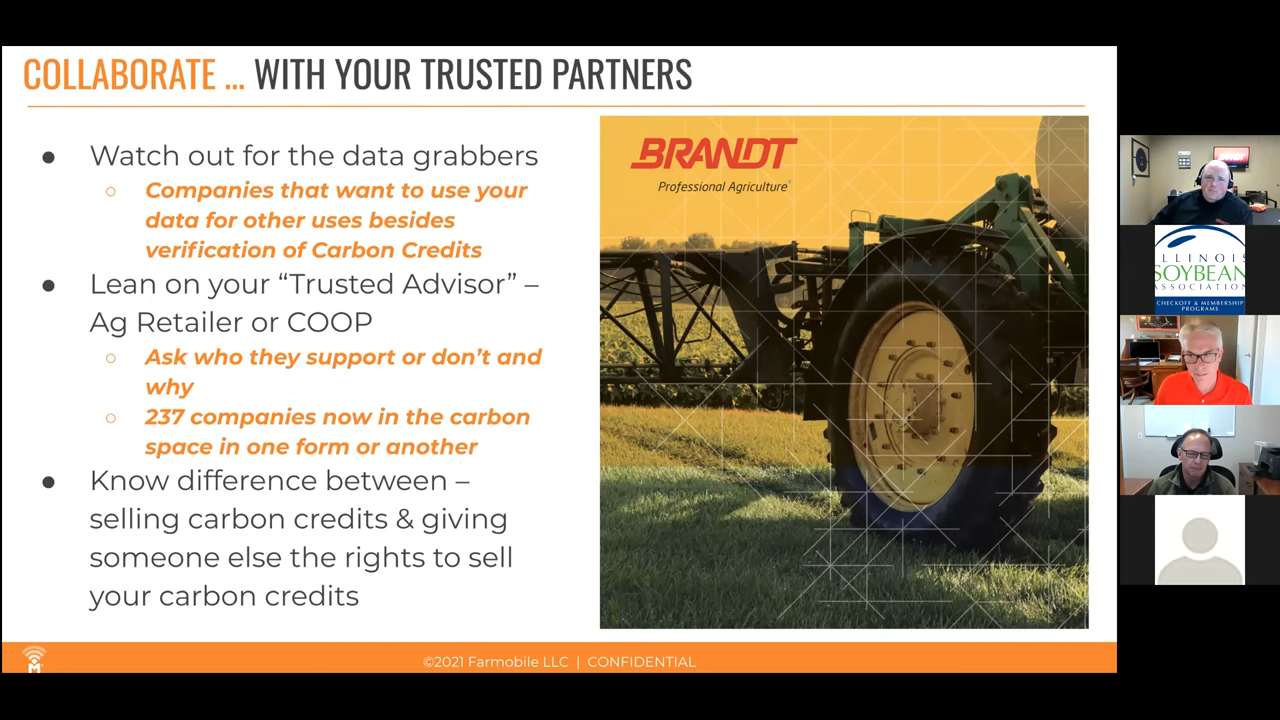 COLLABORATE ... WITH YOUR TRUSTED PARTNERS
● Watch out for the data grabbers
○ Companies that want to use your
data for other uses besides
verification of Carbon Credits
● Lean on your “Trusted Advisor” –
Ag Retailer or COOP
○ Ask who they support or don’t and
why
○ 237 companies now in the carbon
space in one form or another
● Know difference between –
selling carbon credits & giving
someone else the rights to sell
your carbon credits
BRANDT
Professional Agriculture®
©2021 Farmobile LLC | CONFIDENTIAL
ILLINOIS
SOYBEAN
ASSOCIATION
CHECKOFF & MEMBERSHIP
PROGRAMS